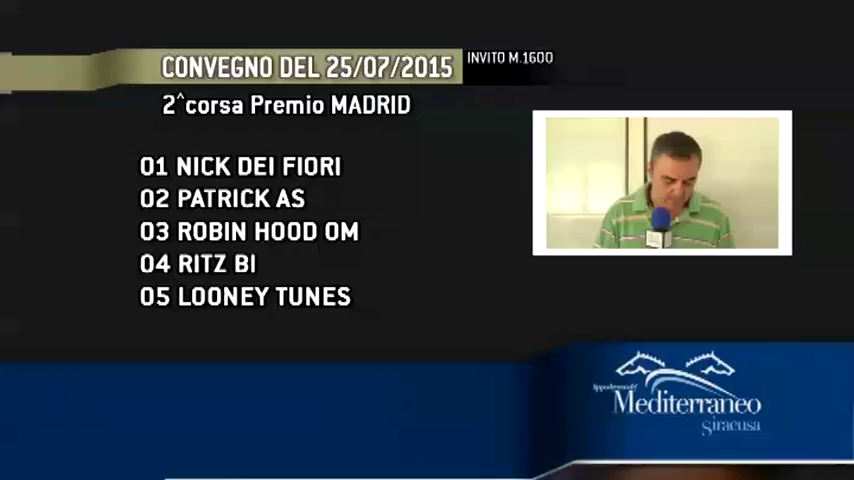 CONVEGNO DEL 25/07/2015
INVITO M.1600
2^corsa Premio MADRID
01 NICK DEI FIORI
02 PATRICK AS
03 ROBIN HOOD OM
04 RITZ BI
05 LOONEY TUNES
Ippodromo del
Mediterraneo
Siracusa